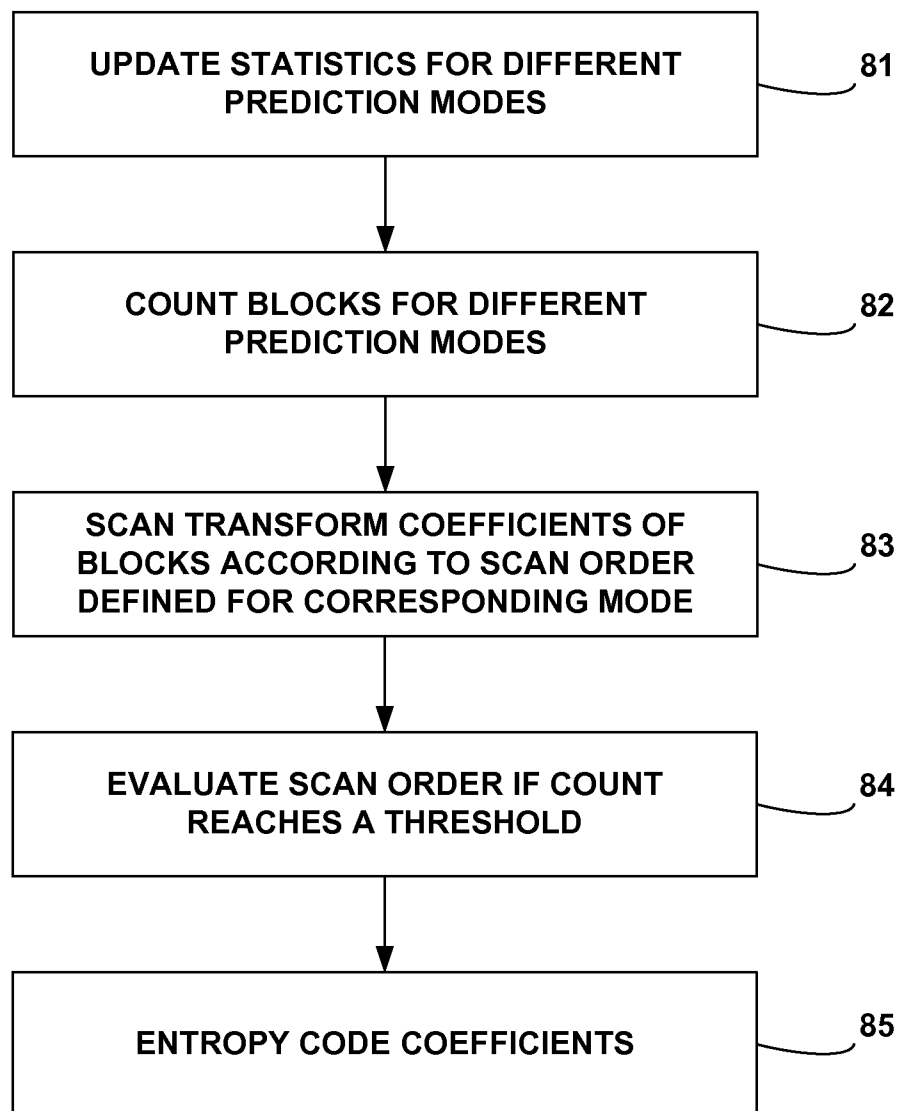 UPDATE STATISTICS FOR DIFFERENT
PREDICTION MODES
81
COUNT BLOCKS FOR DIFFERENT
PREDICTION MODES
82
SCAN TRANSFORM COEFFICIENTS OF
BLOCKS ACCORDING TO SCAN ORDER
DEFINED FOR CORRESPONDING MODE
83
EVALUATE SCAN ORDER IF COUNT
REACHES A THRESHOLD
84
ENTROPY CODE COEFFICIENTS
85